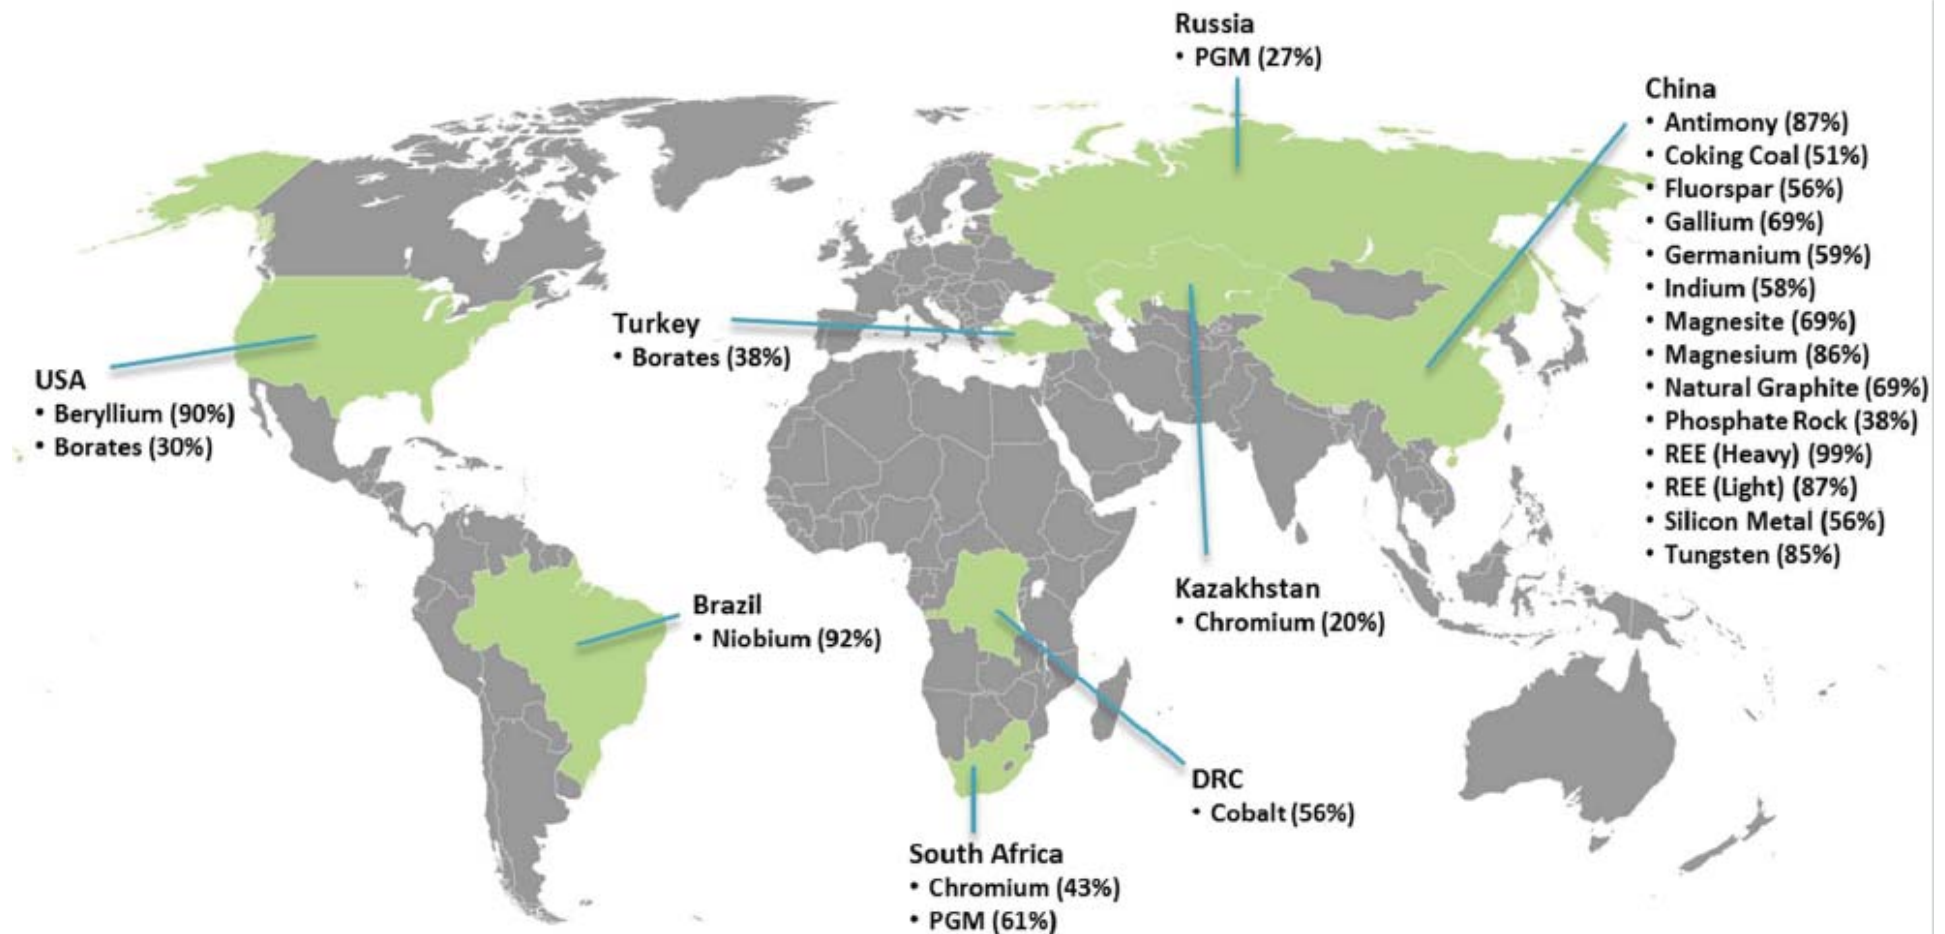 Russia
• PGM (27%)
China
• Antimony (87%)
• Coking Coal (51%)
• Fluorspar (56%)
• Gallium (69%)
• Germanium (59%)
• Indium (58%)
• Magnesite (69%)
• Magnesium (86%)
• Natural Graphite (69%)
• Phosphate Rock (38%)
• REE (Heavy) (99%)
• REE (Light) (87%)
• Silicon Metal (56%)
• Tungsten (85%)
Turkey
• Borates (38%)
USA
• Beryllium (90%)
• Borates (30%)
Kazakhstan
• Chromium (20%)
Brazil
• Niobium (92%)
DRC
• Cobalt (56%)
South Africa
• Chromium (43%)
• PGM (61%)